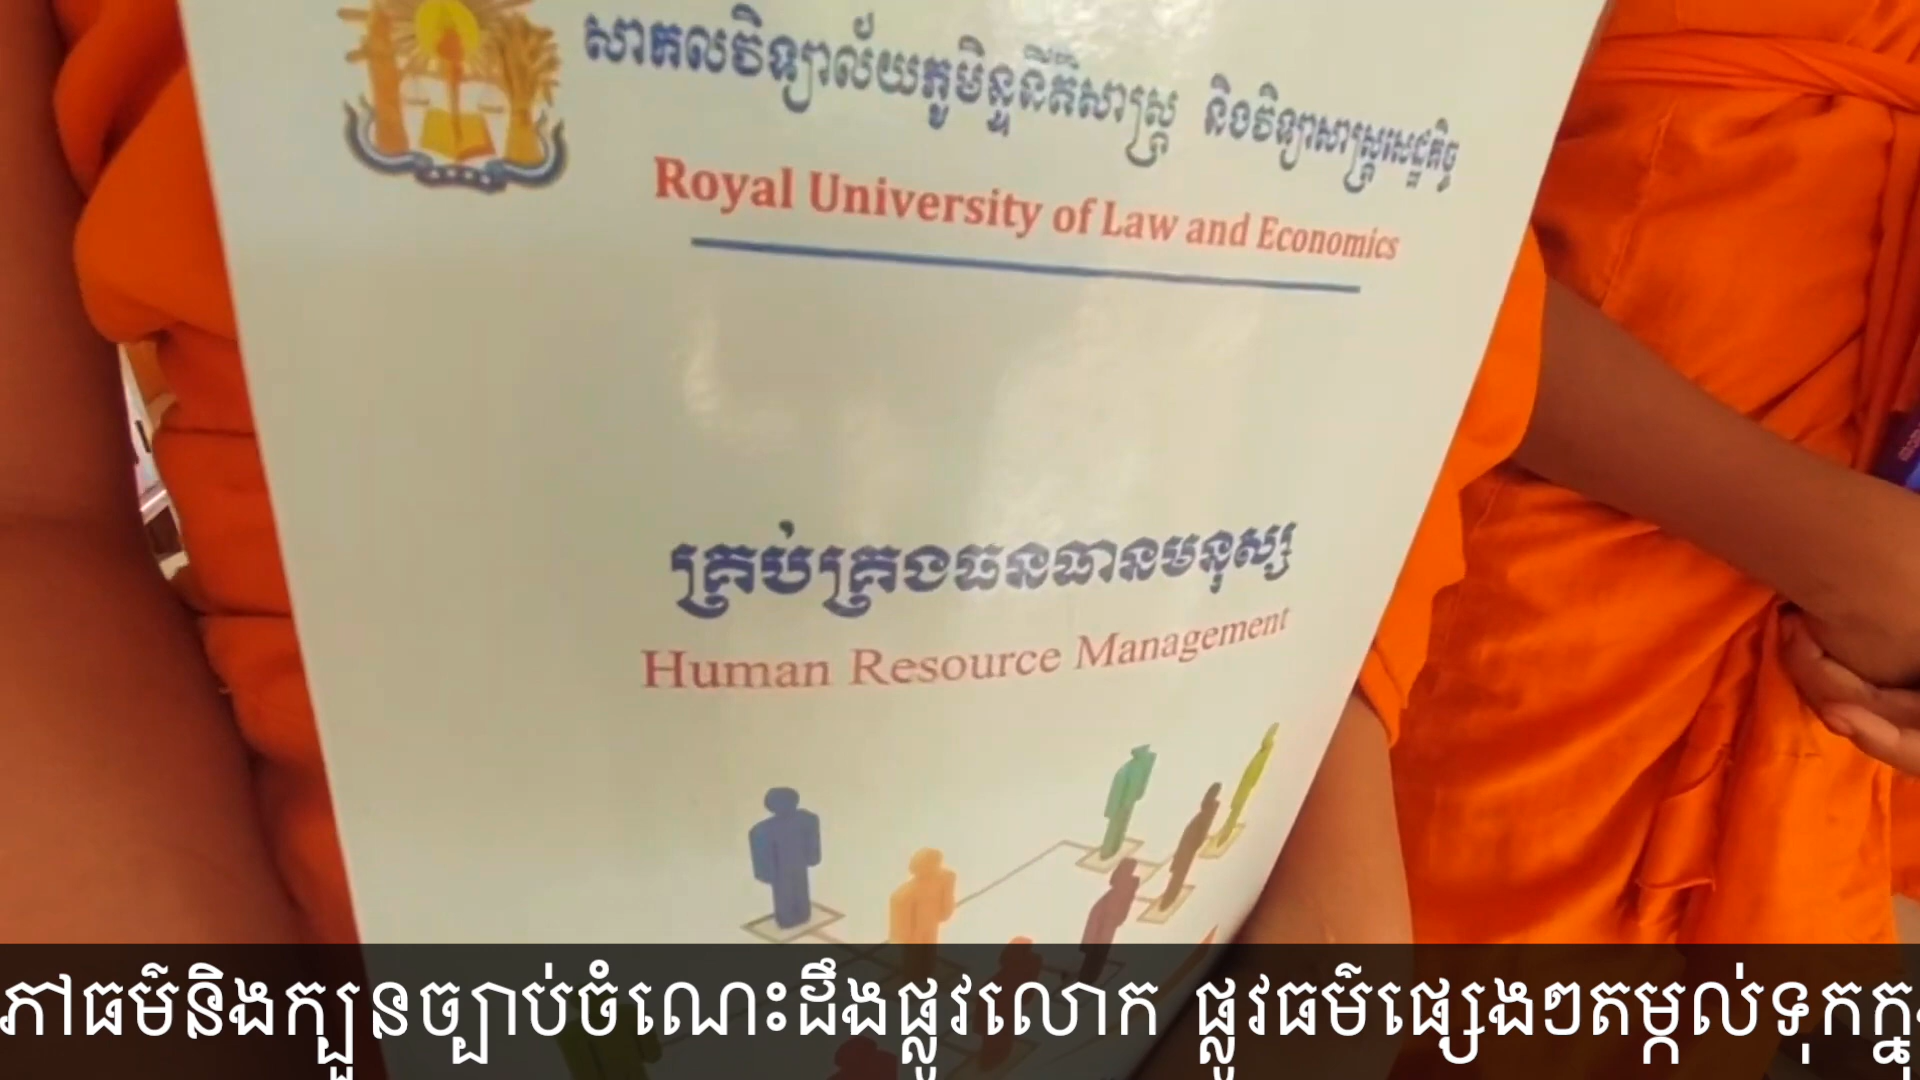 សាកលវិទ្យាល័យភូមិន្ទនីតិសាស្ត្រ និងវិទ្យាសាស្ត្រសេដ្ឋកិច្ច
Royal University of Law and Economics
គ្រប់គ្រងធនធានមនុស្ស
Human Resource Management
ភៅធម៌និងក្បួនច្បាប់ចំណេះដឹងផ្លូវលោក ផ្លូវធម៌ផ្សេងៗតម្កល់ទុកក្នុ